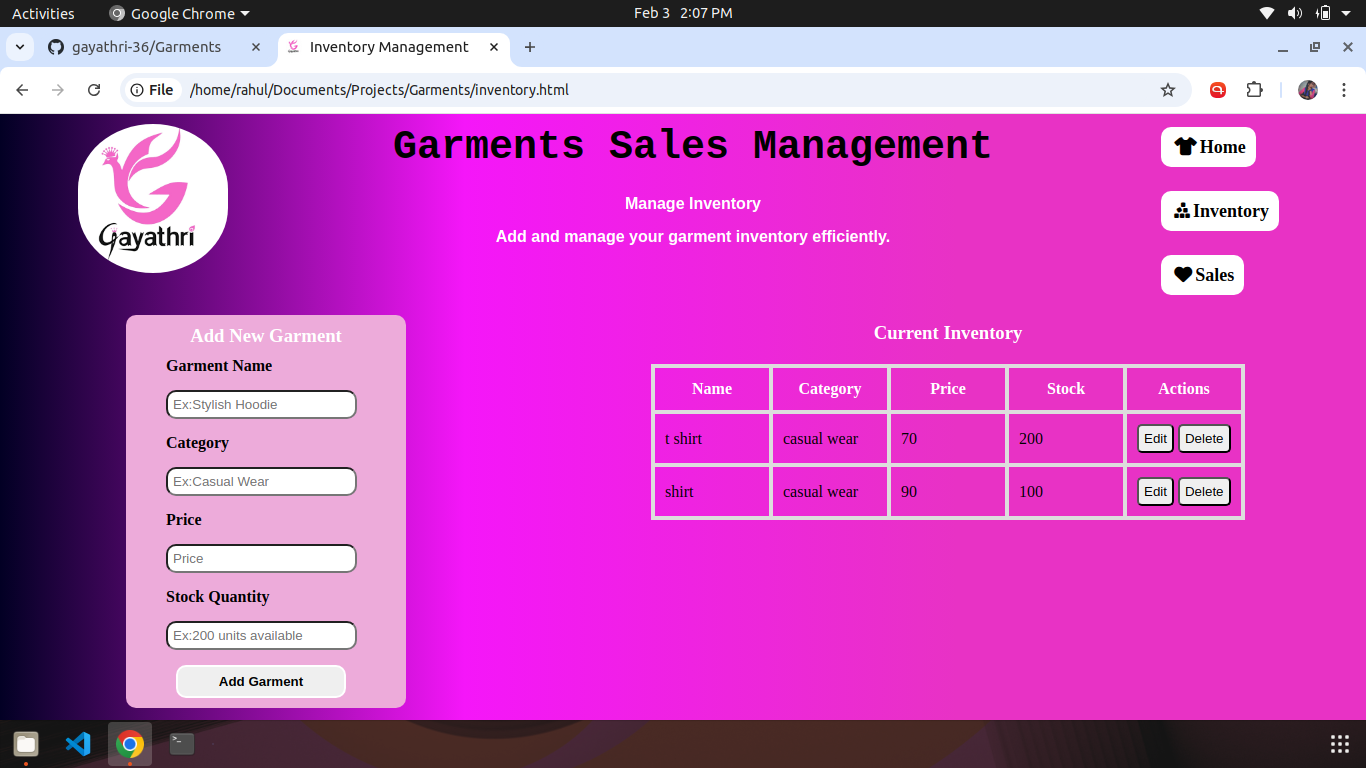 Activities Google Chrome Feb 3 2:07 PM
gayathri-36/Garments Inventory Management
File /home/rahul/Documents/Projects/Garments/inventory.html
Garments Sales Management
Gayathri
Home
Manage Inventory
Inventory
Add and manage your garment inventory efficiently.
Sales
Add New Garment
Garment Name
Ex:Stylish Hoodie
Category
Ex:Casual Wear
Price
Price
Stock Quantity
Ex:200 units available
Add Garment
Current Inventory
Name Category Price Stock Actions
t shirt casual wear 70 200 Edit Delete
shirt casual wear 90 100 Edit Delete